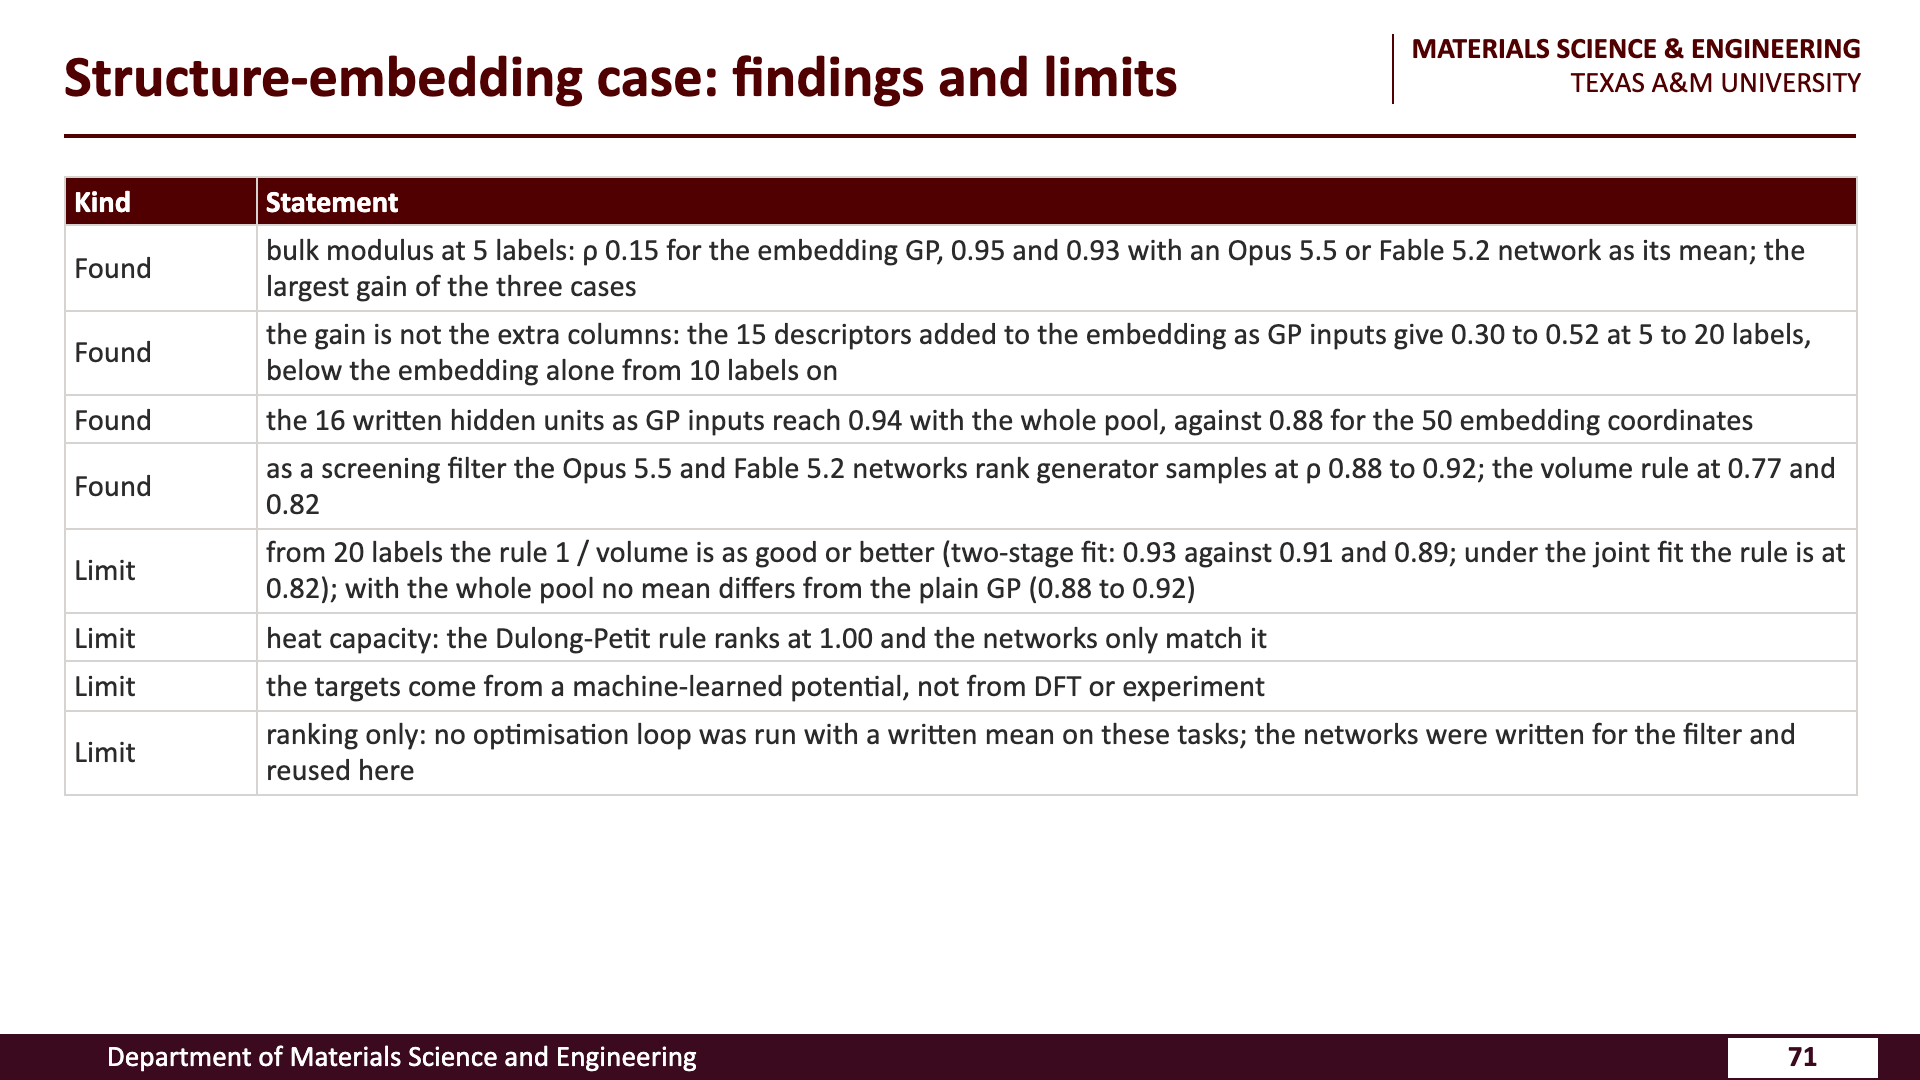 Structure-embedding case: findings and limits
MATERIALS SCIENCE & ENGINEERING
TEXAS A&M UNIVERSITY
Kind
Statement
Found
bulk modulus at 5 labels: ρ 0.15 for the embedding GP, 0.95 and 0.93 with an Opus 5.5 or Fable 5.2 network as its mean; the
largest gain of the three cases
Found
the gain is not the extra columns: the 15 descriptors added to the embedding as GP inputs give 0.30 to 0.52 at 5 to 20 labels,
below the embedding alone from 10 labels on
Found
the 16 written hidden units as GP inputs reach 0.94 with the whole pool, against 0.88 for the 50 embedding coordinates
Found
as a screening filter the Opus 5.5 and Fable 5.2 networks rank generator samples at ρ 0.88 to 0.92; the volume rule at 0.77 and
0.82
Limit
from 20 labels the rule 1 / volume is as good or better (two-stage fit: 0.93 against 0.91 and 0.89; under the joint fit the rule is at
0.82); with the whole pool no mean differs from the plain GP (0.88 to 0.92)
Limit
heat capacity: the Dulong-Petit rule ranks at 1.00 and the networks only match it
Limit
the targets come from a machine-learned potential, not from DFT or experiment
Limit
ranking only: no optimisation loop was run with a written mean on these tasks; the networks were written for the filter and
reused here
Department of Materials Science and Engineering
71